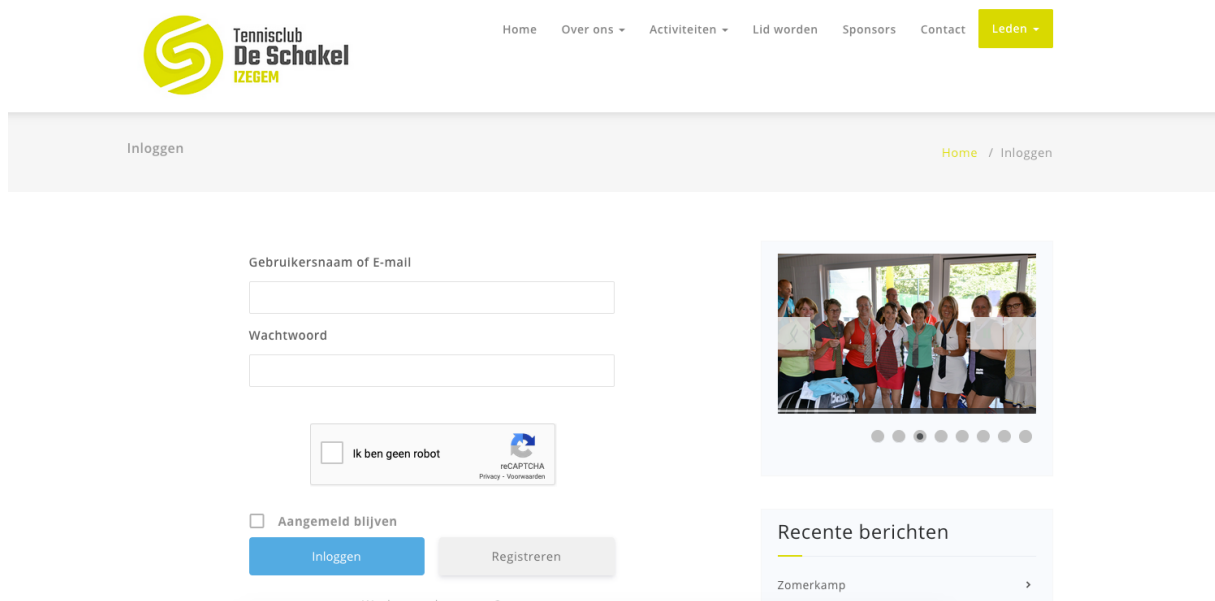 Tennisclub
De Schakel
IZEGEM
Home Over ons Activiteiten Lid worden Sponsors Contact Leden
Inloggen
Home / Inloggen
Gebruikersnaam of E-mail
Wachtwoord
Ik ben geen robot
reCAPTCHA
Privacy - Voorwaarden
Aangemeld blijven
Inloggen
Registreren
Recente berichten
Zomerkamp